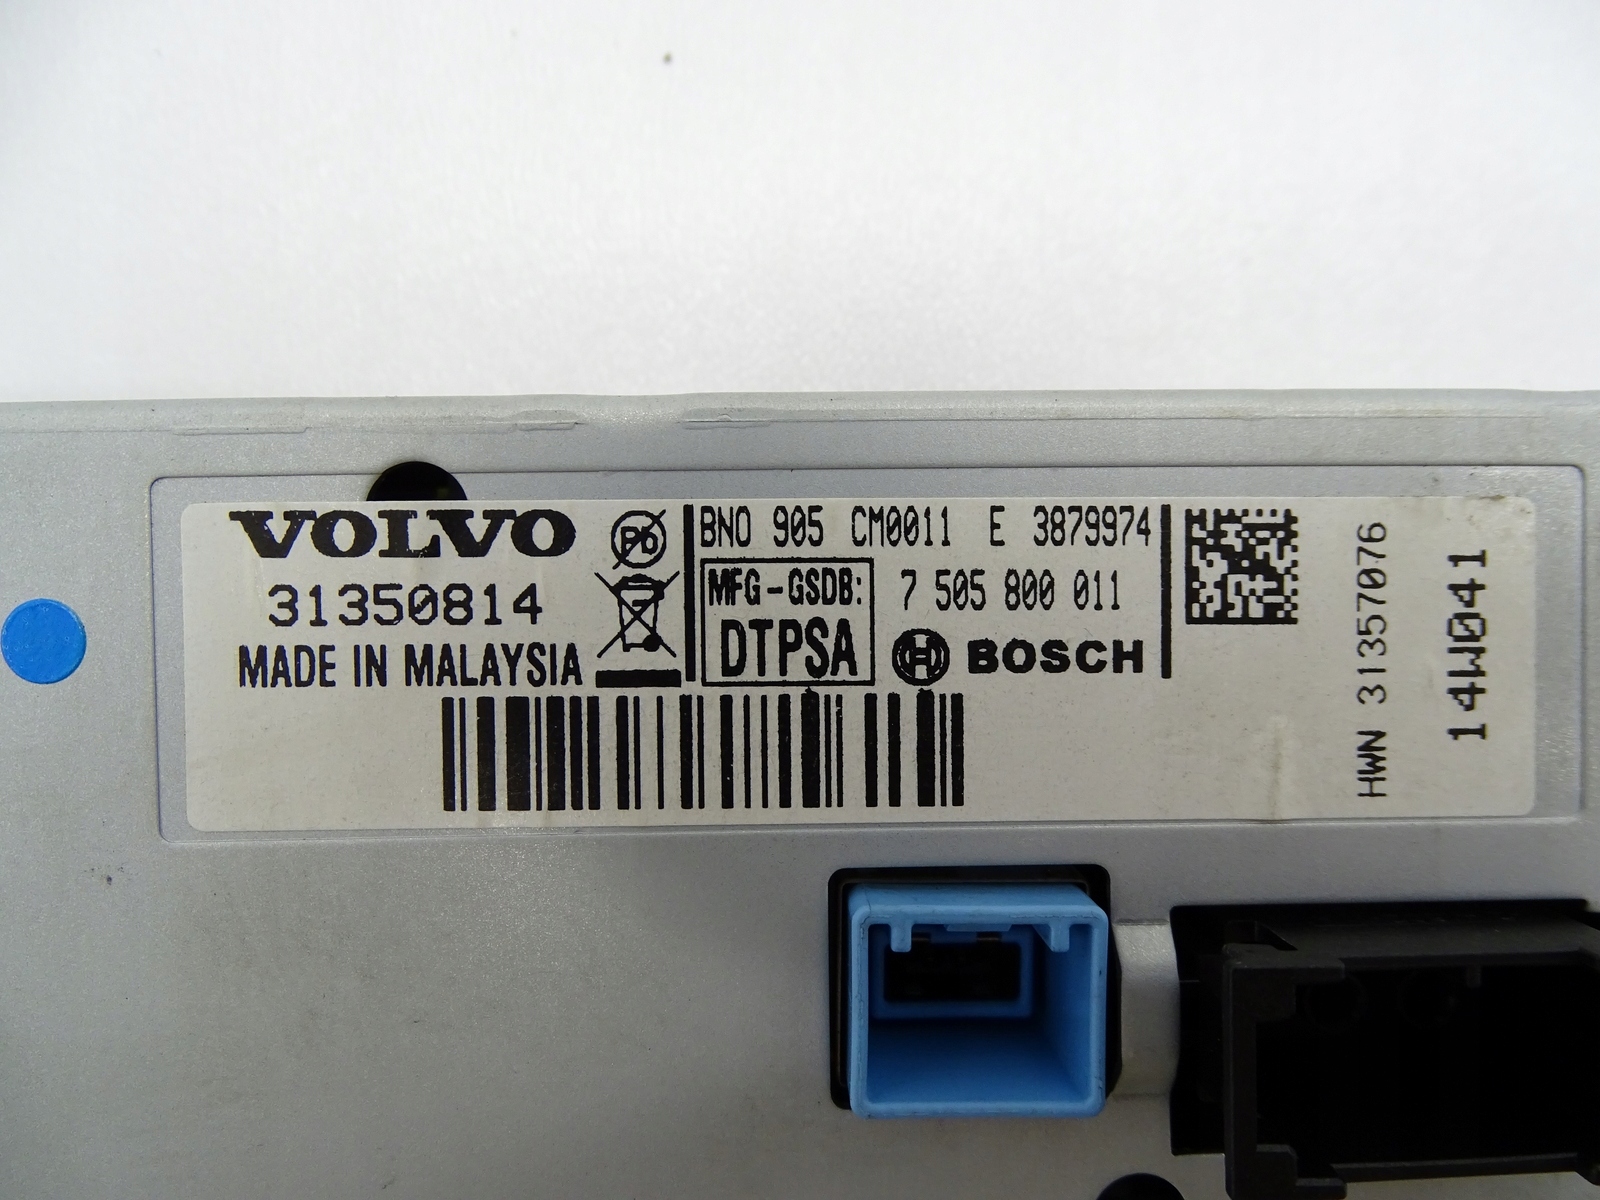 VOLVO
31350814
MADE IN MALAYSIA
Pb
BNO 905 CM0011 E 3879974
MFG-GSDB:
DTPSA
7 505 800 011
BOSCH
HWN 31357076
14W041